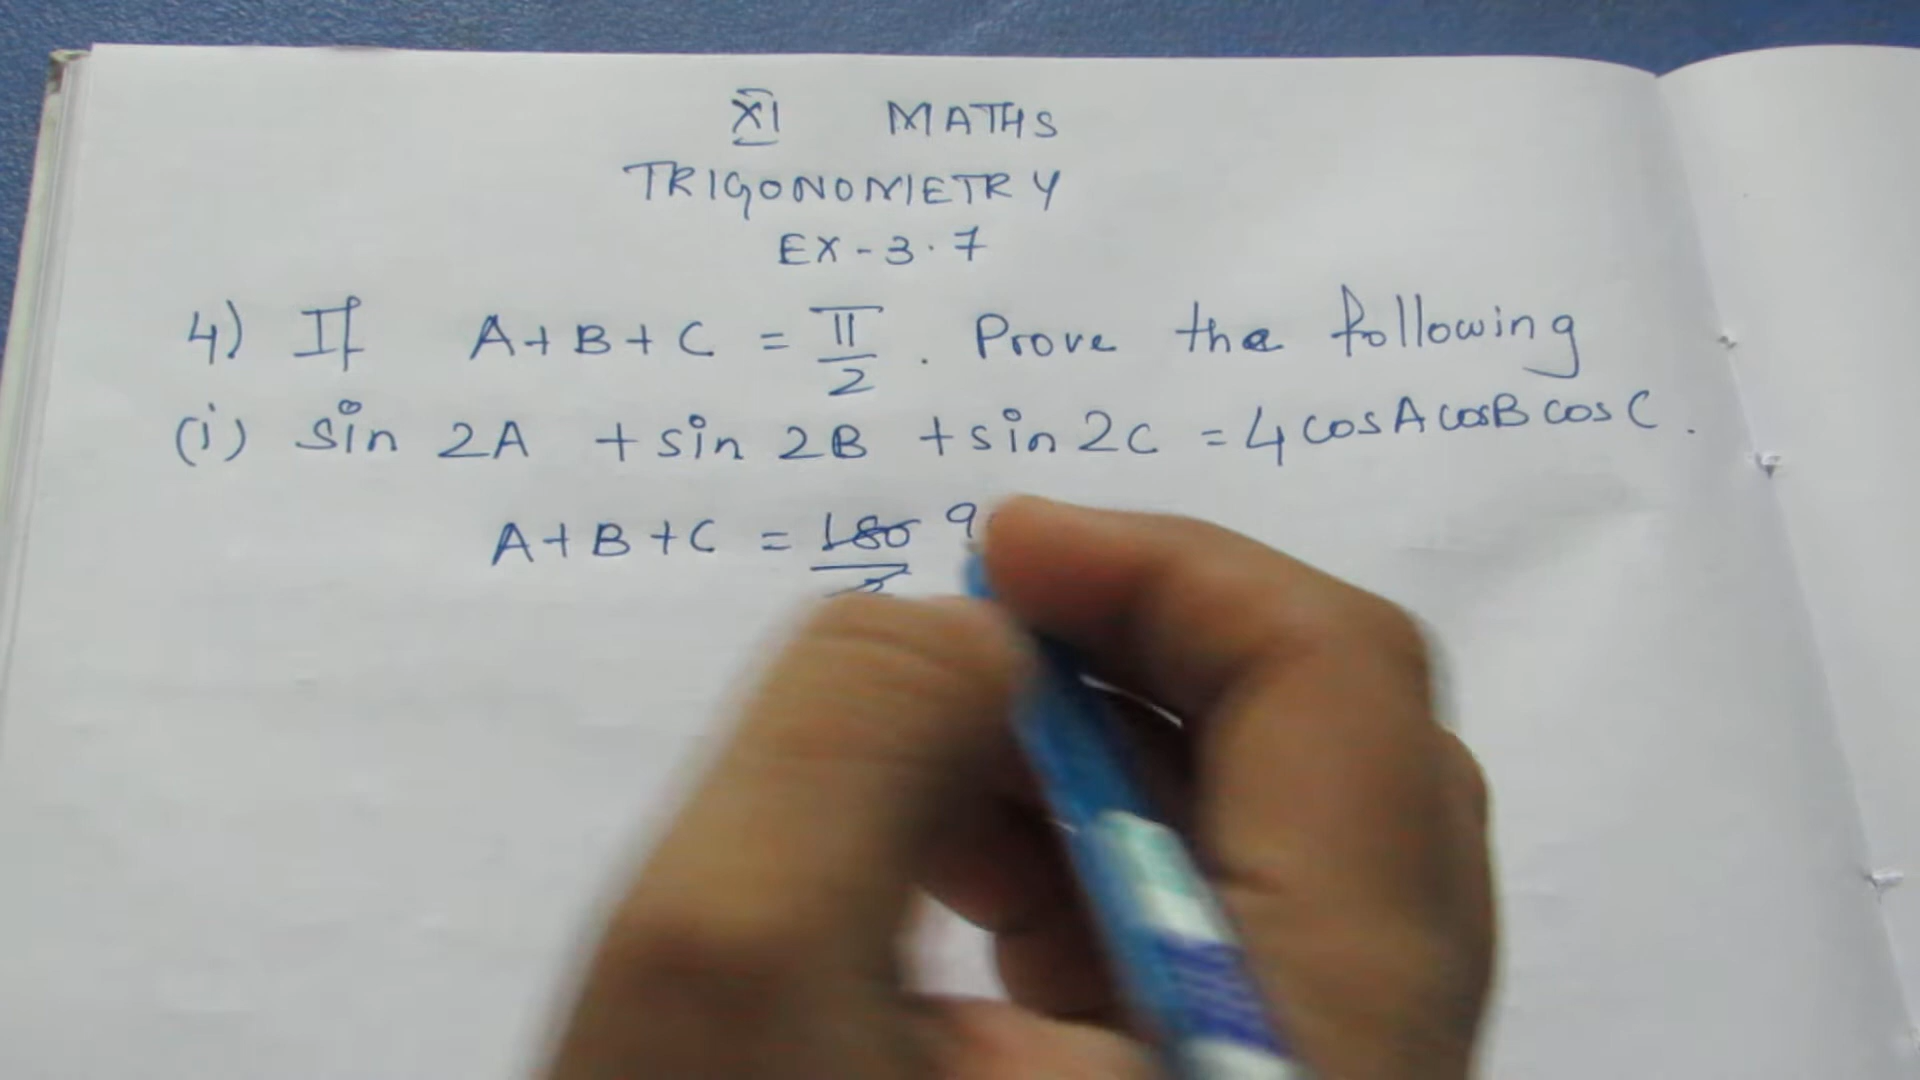 XI MATHS
TRIGONOMETRY
EX-3.7
4) If A+B+C = π/2 . Prove the following
(i) sin 2A + sin 2B + sin 2C = 4 cos A cos B cos C.
A+B+C = 180/2 9